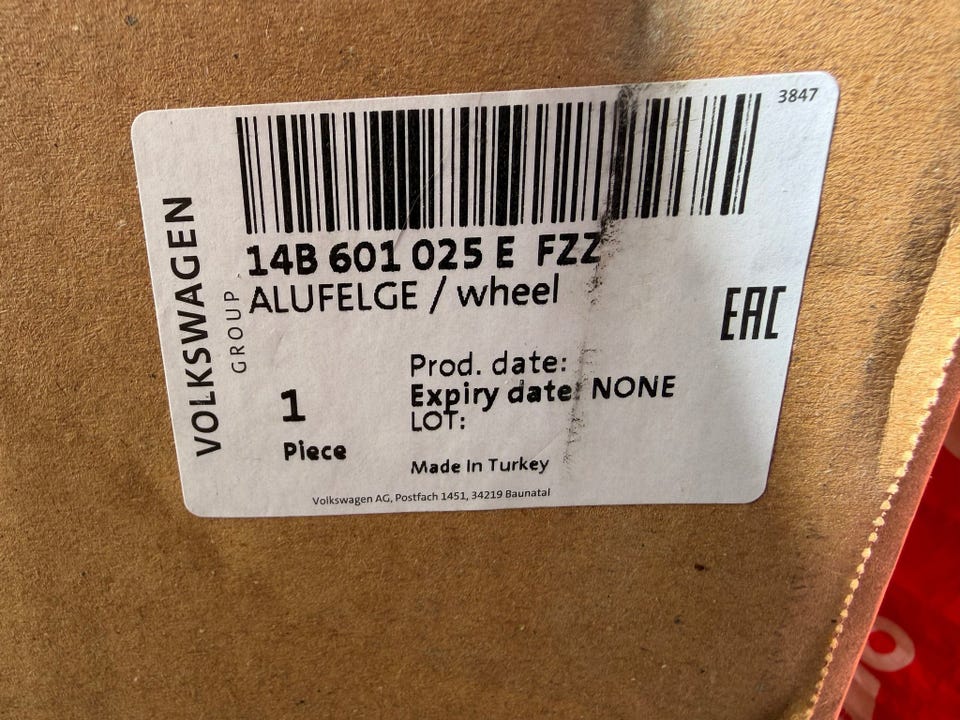 3847
VOLKSWAGEN
GROUP
14B 601 025 E FZZ
ALUFELGE / wheel
EAC
1
Piece
Prod. date:
Expiry date: NONE
LOT:
Made In Turkey
Volkswagen AG, Postfach 1451, 34219 Baunatal